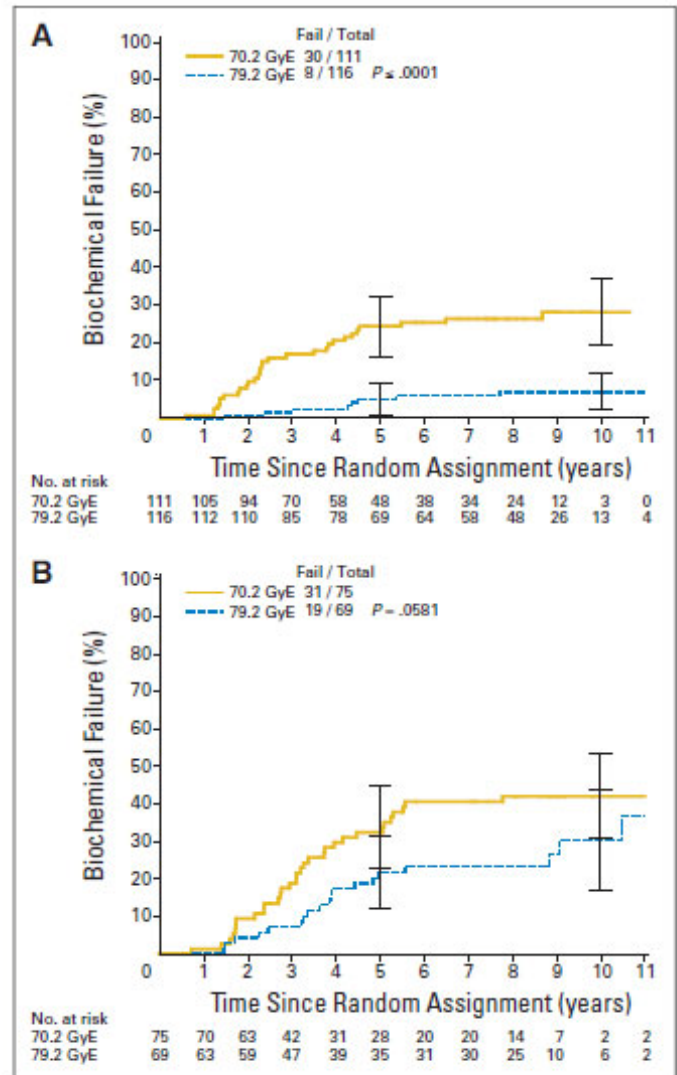 A
Fail / Total
70.2 GyE 30 / 111
79.2 GyE 8 / 116 P ≤ .0001
Biochemical Failure (%)
100
90
80
70
60
50
40
30
20
10
0 1 2 3 4 5 6 7 8 9 10 11
Time Since Random Assignment (years)
No. at risk
70.2 GyE 111 105 94 70 58 48 38 34 24 12 3 0
79.2 GyE 116 112 110 85 78 69 64 58 48 26 13 4
B
Fail / Total
70.2 GyE 31 / 75
79.2 GyE 19 / 69 P = .0581
Biochemical Failure (%)
100
90
80
70
60
50
40
30
20
10
0 1 2 3 4 5 6 7 8 9 10 11
Time Since Random Assignment (years)
No. at risk
70.2 GyE 75 70 63 42 31 28 20 20 14 7 2 2
79.2 GyE 69 63 59 47 39 35 31 30 25 10 6 2